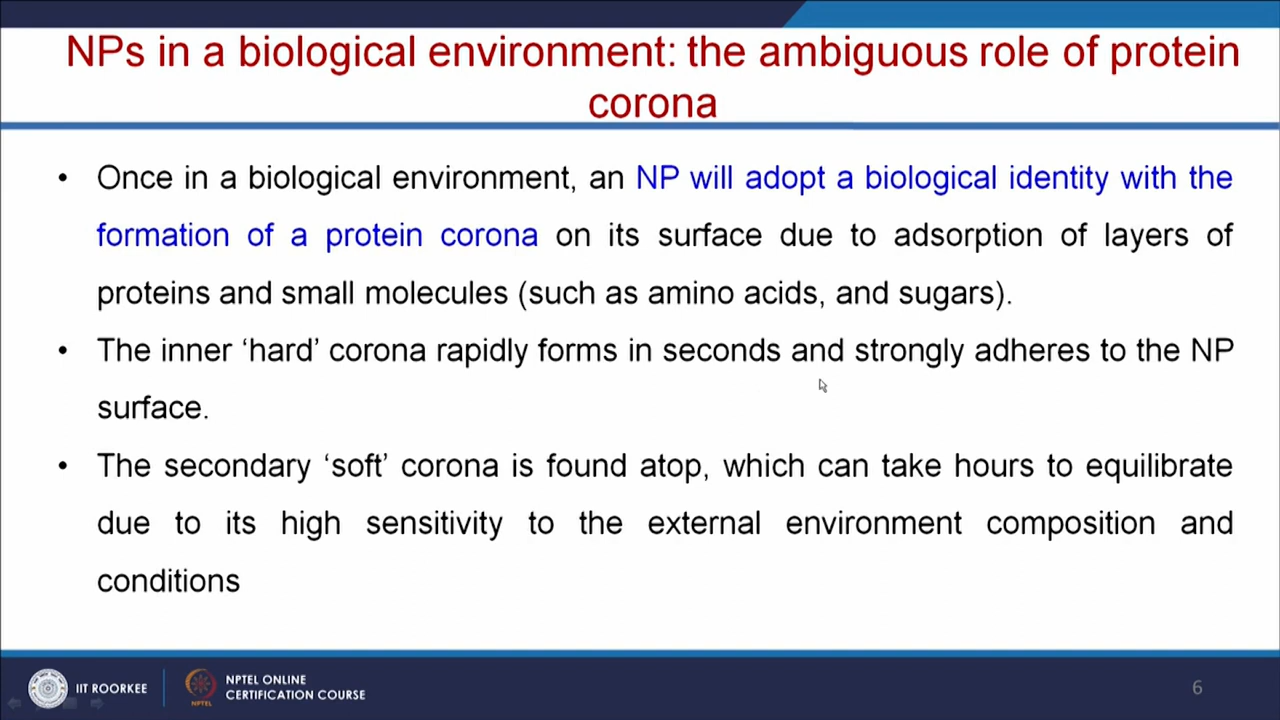 NPs in a biological environment: the ambiguous role of protein
corona
• Once in a biological environment, an NP will adopt a biological identity with the
formation of a protein corona on its surface due to adsorption of layers of
proteins and small molecules (such as amino acids, and sugars).
• The inner ‘hard’ corona rapidly forms in seconds and strongly adheres to the NP
surface.
• The secondary ‘soft’ corona is found atop, which can take hours to equilibrate
due to its high sensitivity to the external environment composition and
conditions
IIT ROORKEE
NPTEL
NPTEL ONLINE
CERTIFICATION COURSE
6